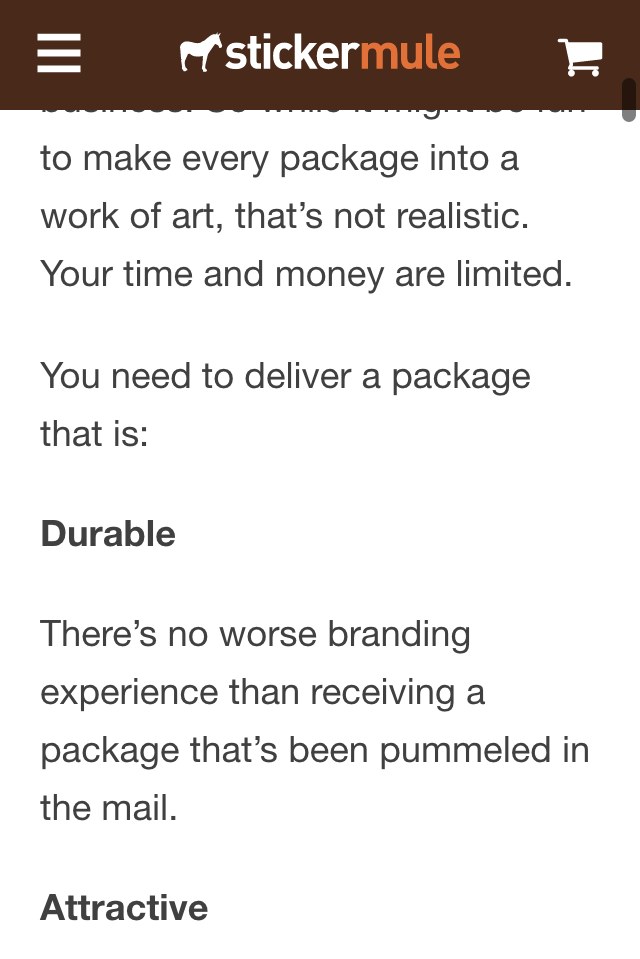 stickermule
to make every package into a
work of art, that’s not realistic.
Your time and money are limited.
You need to deliver a package
that is:
Durable
There’s no worse branding
experience than receiving a
package that’s been pummeled in
the mail.
Attractive